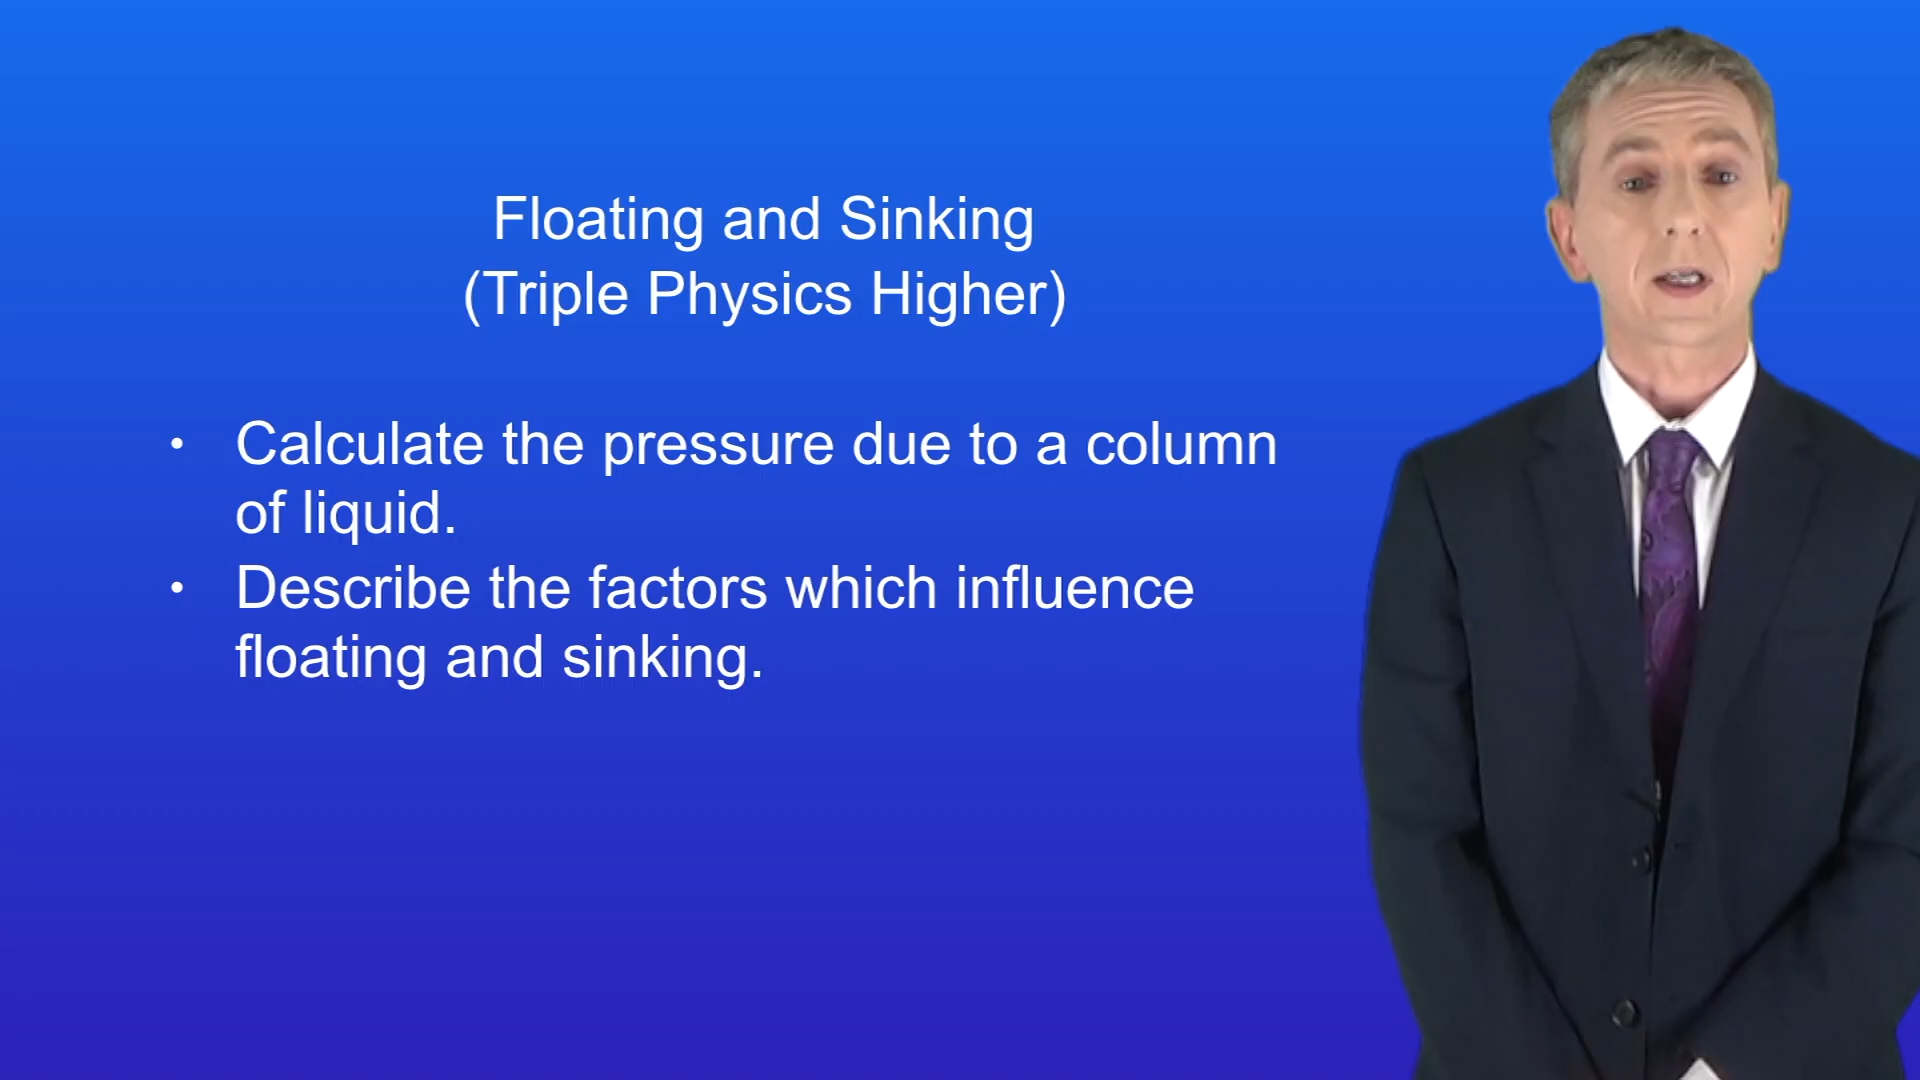 Floating and Sinking
(Triple Physics Higher)
• Calculate the pressure due to a column
of liquid.
• Describe the factors which influence
floating and sinking.